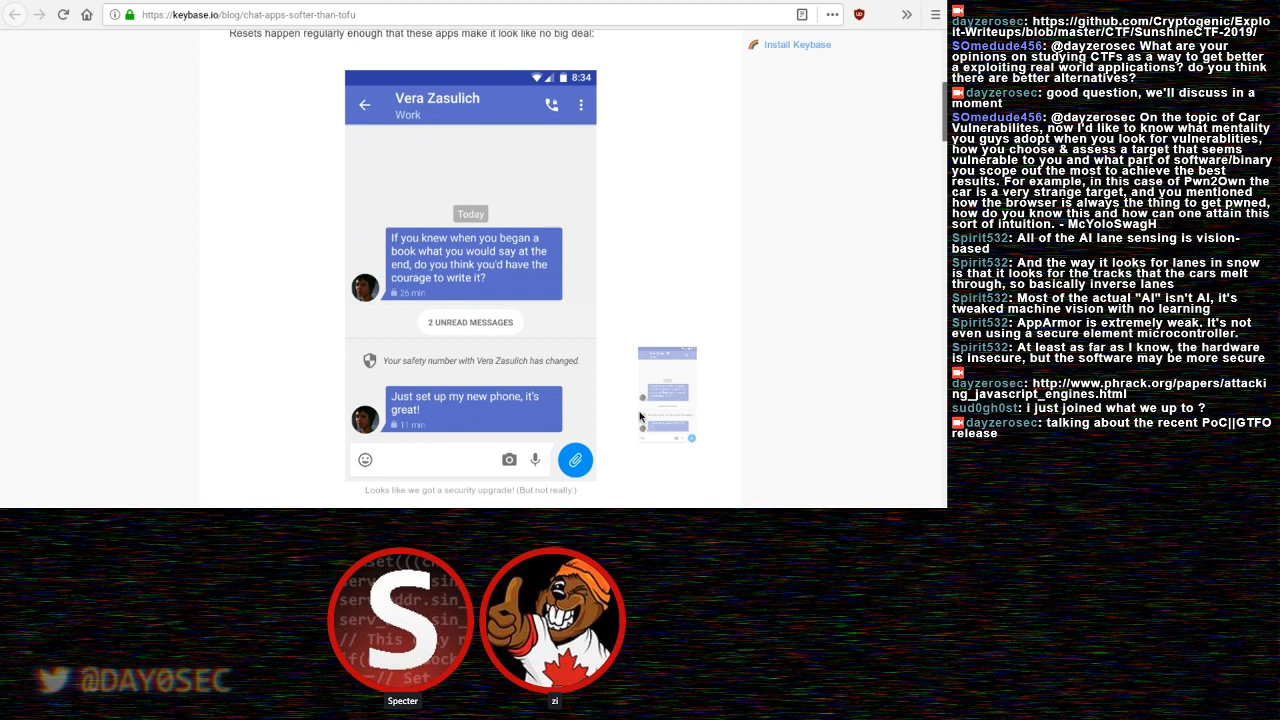 https://keybase.io/blog/chat-apps-softer-than-tofu
Resets happen regularly enough that these apps make it look like no big deal:
Install Keybase
8:34
Vera Zasulich
Work
Today
If you knew when you began a
book what you would say at the
end, do you think you'd have the
courage to write it?
26 min
2 UNREAD MESSAGES
Your safety number with Vera Zasulich has changed.
Just set up my new phone, it's
great!
11 min
Looks like we got a security upgrade! (But not really.)
dayzerosec: https://github.com/Cryptogenic/Explo
it-Writeups/blob/master/CTF/SunshineCTF-2019/
SOmedude456: @dayzerosec What are your
opinions on studying CTFs as a way to get better
a exploiting real world applications? do you think
there are better alternatives?
dayzerosec: good question, we'll discuss in a
moment
SOmedude456: @dayzerosec On the topic of Car
Vulnerabilites, now I'd like to know what mentality
you guys adopt when you look for vulnerablities,
how you choose & assess a target that seems
vulnerable to you and what part of software/binary
you scope out the most to achieve the best
results. For example, in this case of Pwn2Own the
car is a very strange target, and you mentioned
how the browser is always the thing to get pwned,
how do you know this and how can one attain this
sort of intuition. - McYoloSwagH
Spirit532: All of the AI lane sensing is vision-
based
Spirit532: And the way it looks for lanes in snow
is that it looks for the tracks that the cars melt
through, so basically inverse lanes
Spirit532: Most of the actual "AI" isn't AI, it's
tweaked machine vision with no learning
Spirit532: AppArmor is extremely weak. It's not
even using a secure element microcontroller.
Spirit532: At least as far as I know, the hardware
is insecure, but the software may be more secure
dayzerosec: http://www.phrack.org/papers/attacki
ng_javascript_engines.html
sud0gh0st: i just joined what we up to ?
dayzerosec: talking about the recent PoC||GTFO
release
S
@DAY0SEC
Specter
zi